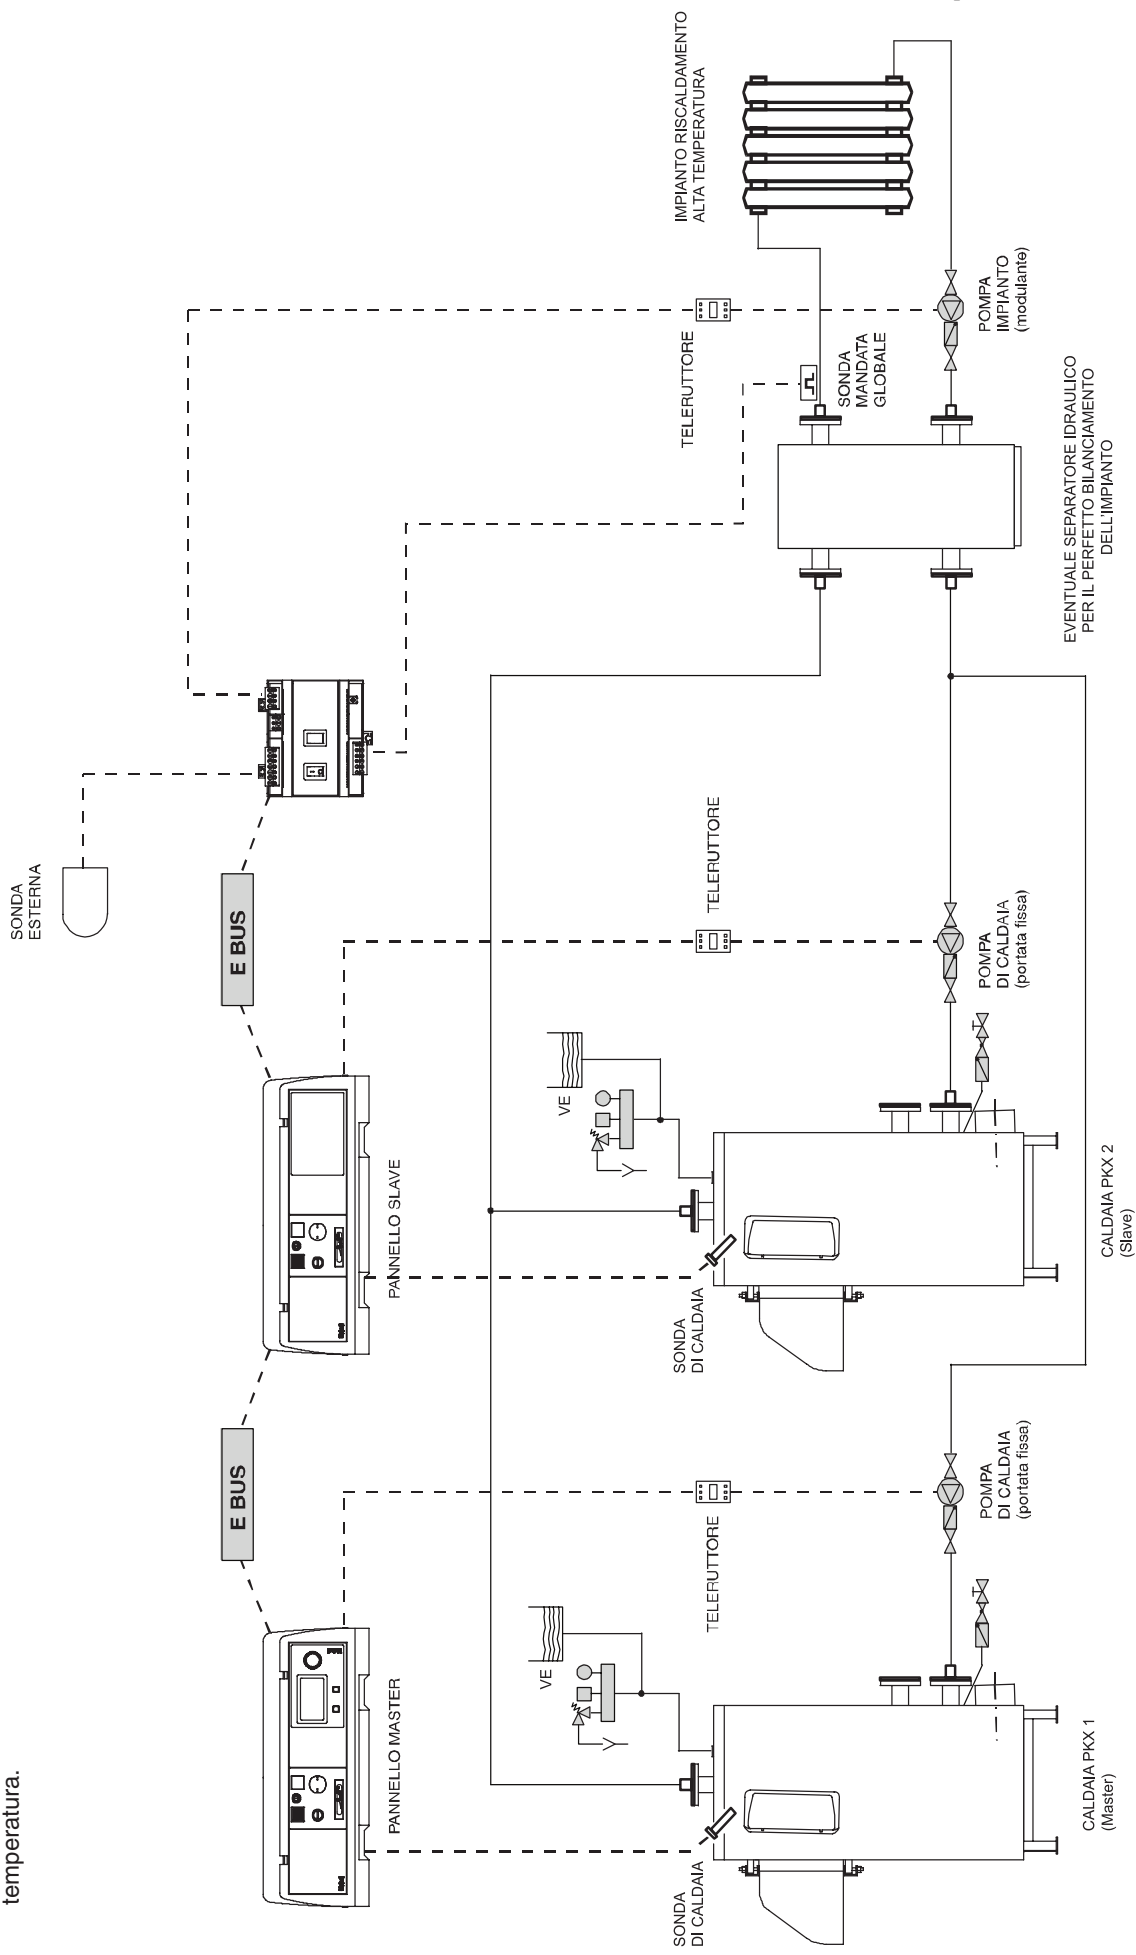 temperatura.
SONDA
ESTERNA
E BUS
E BUS
PANNELLO MASTER
PANNELLO SLAVE
VE
VE
TELERUTTORE
TELERUTTORE
TELERUTTORE
IMPIANTO RISCALDAMENTO
ALTA TEMPERATURA
SONDA
DI CALDAIA
SONDA
DI CALDAIA
SONDA
MANDATA
GLOBALE
POMPA
DI CALDAIA
(portata fissa)
POMPA
DI CALDAIA
(portata fissa)
POMPA
IMPIANTO
(modulante)
CALDAIA PKX 1
(Master)
CALDAIA PKX 2
(Slave)
EVENTUALE SEPARATORE IDRAULICO
PER IL PERFETTO BILANCIAMENTO
DELL'IMPIANTO